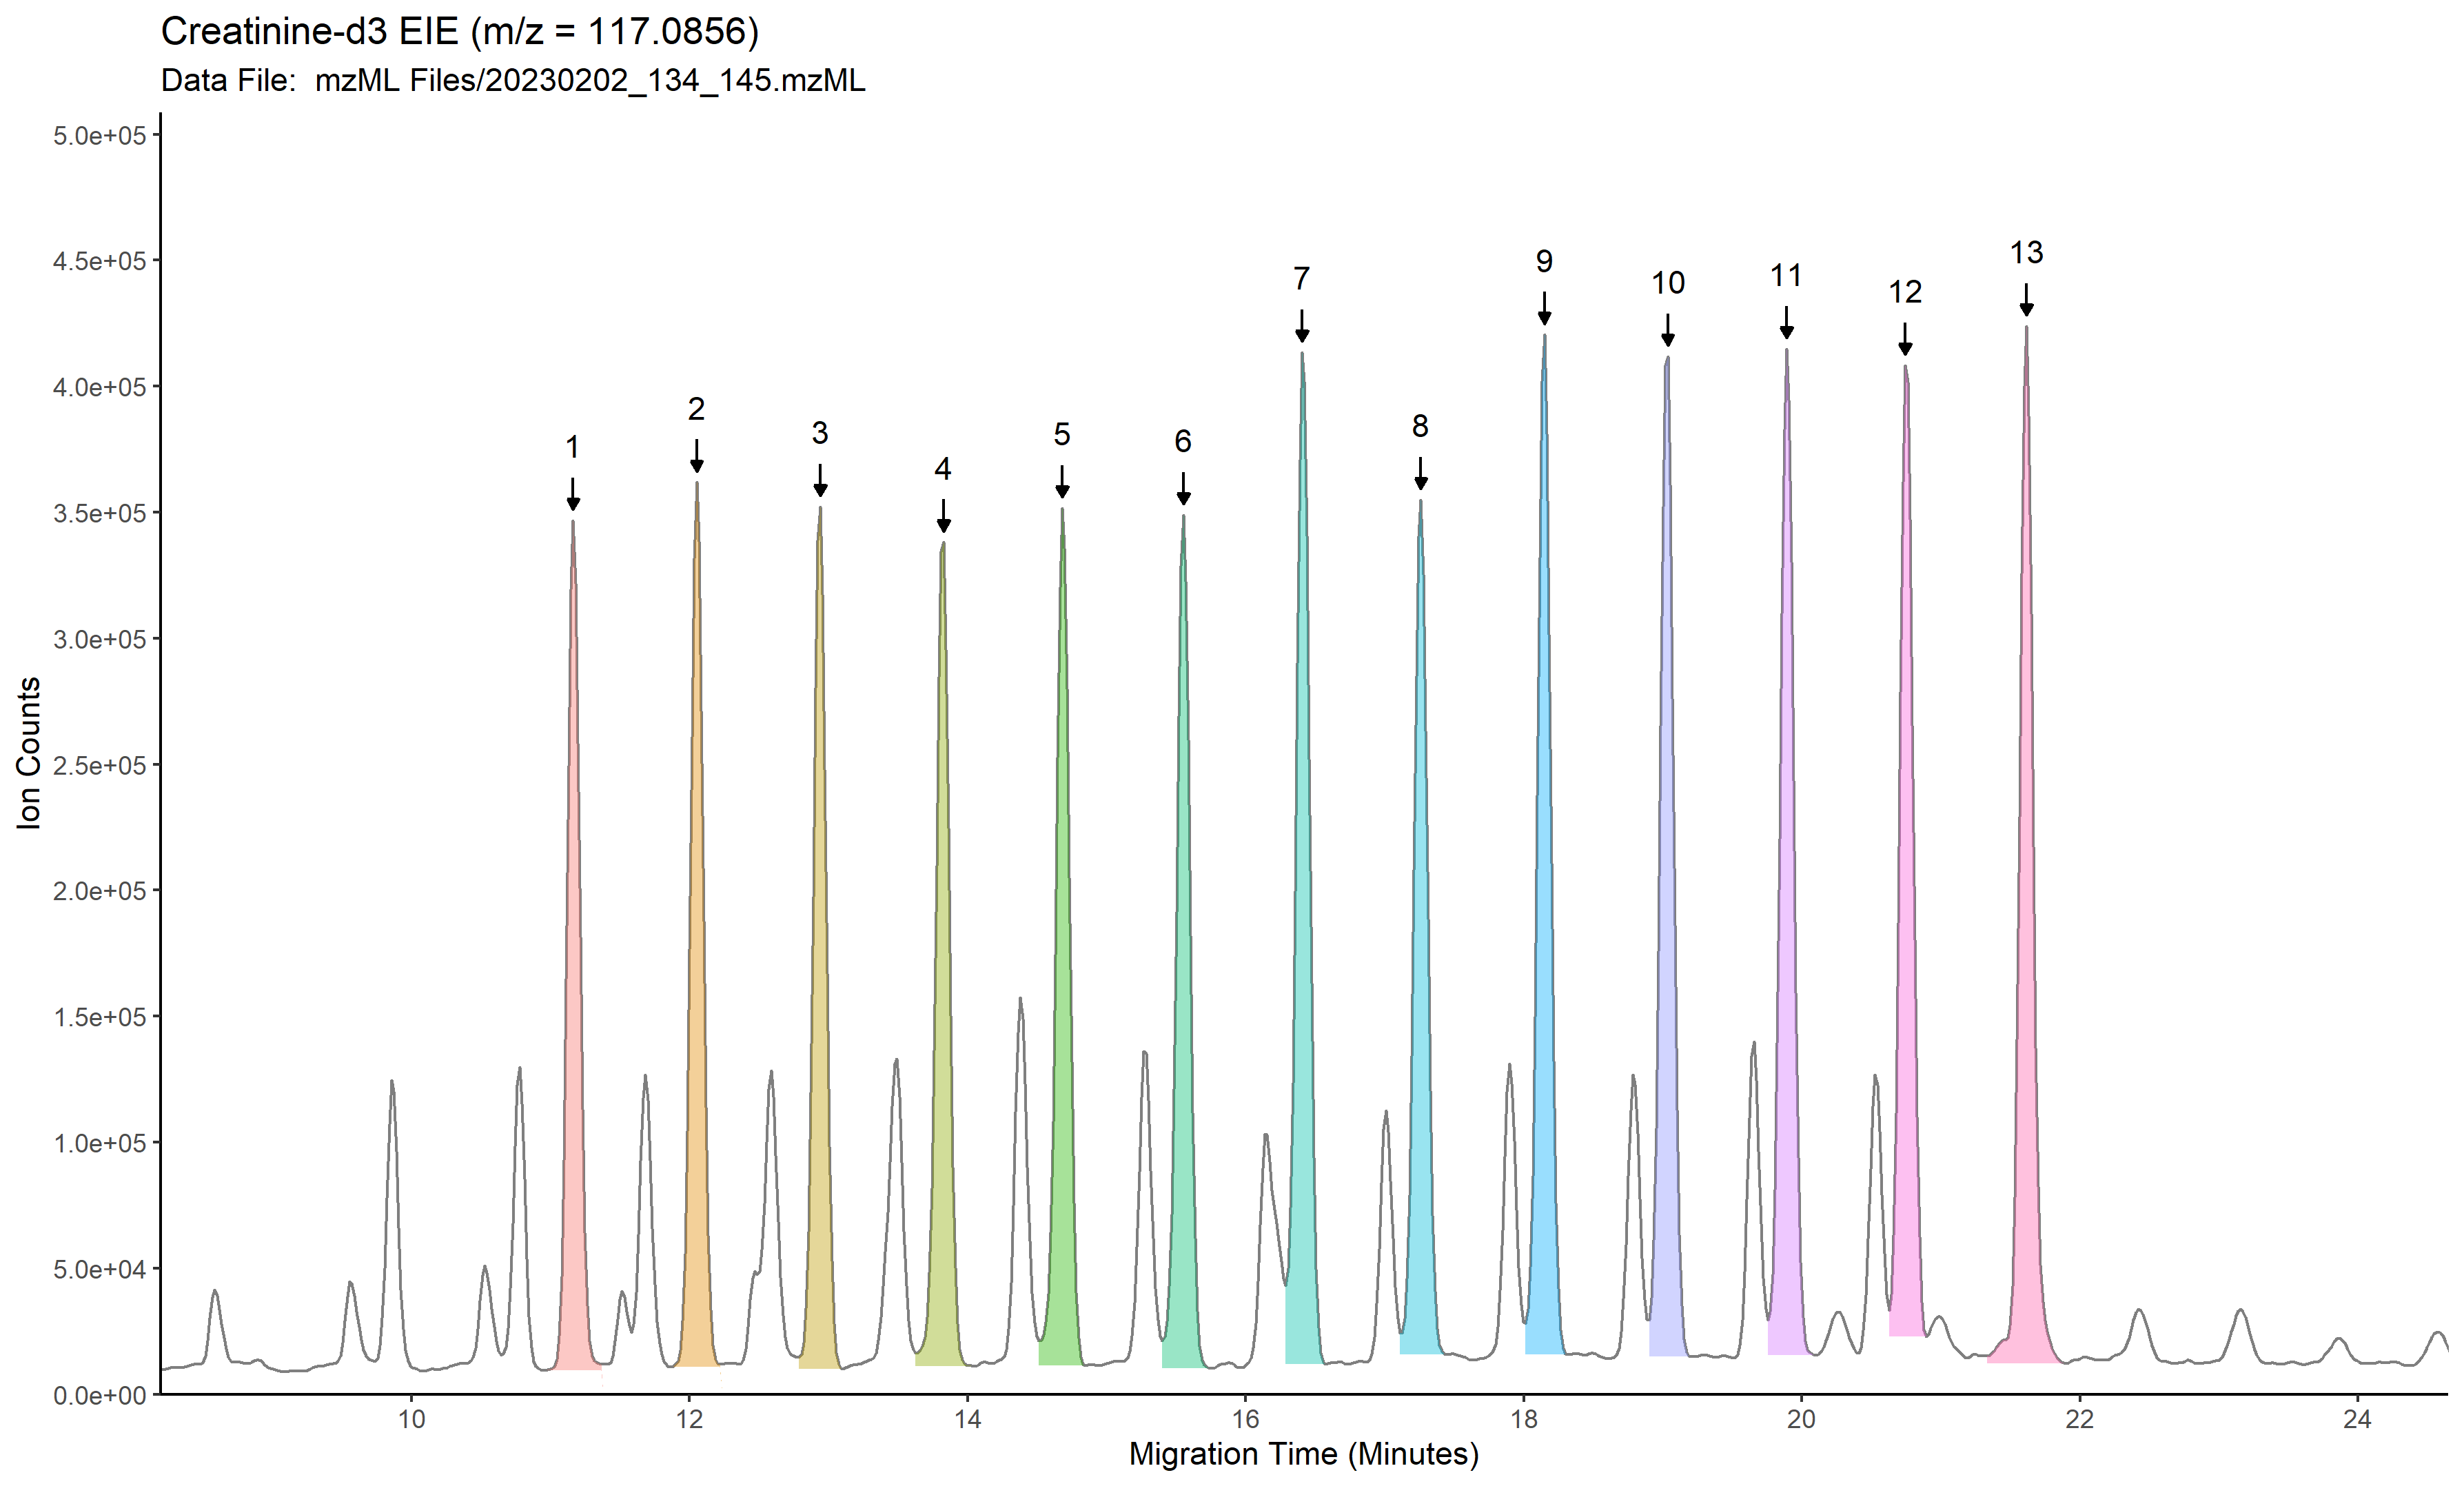 Creatinine-d3 EIE (m/z = 117.0856)
Data File:  mzML Files/20230202_134_145.mzML
5.0e+05
4.5e+05
4.0e+05
3.5e+05
3.0e+05
2.5e+05
2.0e+05
1.5e+05
1.0e+05
5.0e+04
0.0e+00
Ion Counts
1
2
3
4
5
6
7
8
9
10
11
12
13
10 12 14 16 18 20 22 24
Migration Time (Minutes)